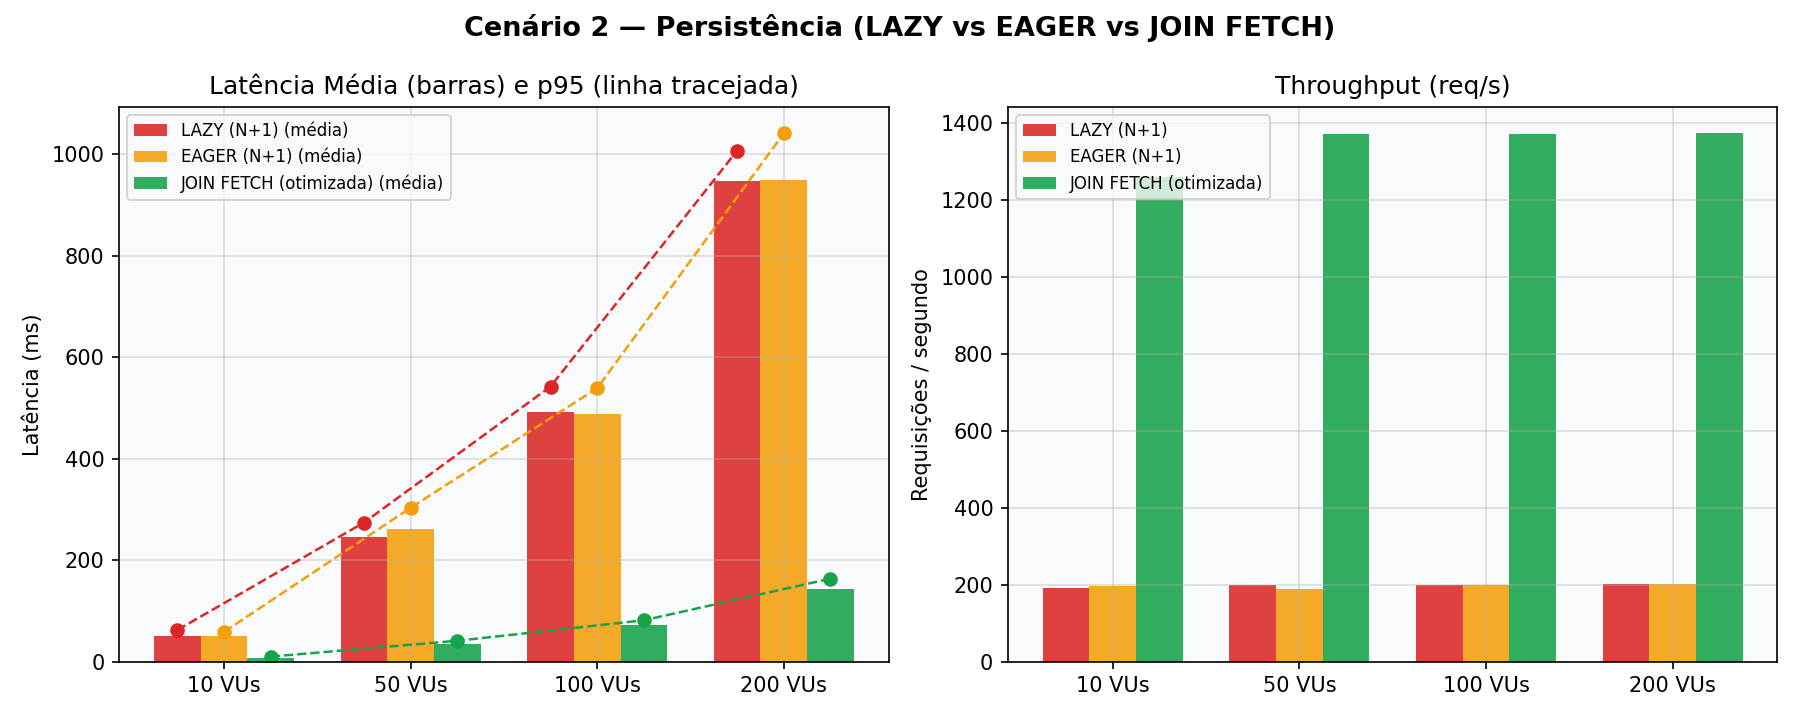 Cenário 2 — Persistência (LAZY vs EAGER vs JOIN FETCH)
Latência Média (barras) e p95 (linha tracejada)
LAZY (N+1) (média)
EAGER (N+1) (média)
JOIN FETCH (otimizada) (média)
Latência (ms)
1000
800
600
400
200
0
10 VUs
50 VUs
100 VUs
200 VUs
Throughput (req/s)
LAZY (N+1)
EAGER (N+1)
JOIN FETCH (otimizada)
Requisições / segundo
1400
1200
1000
800
600
400
200
0
10 VUs
50 VUs
100 VUs
200 VUs